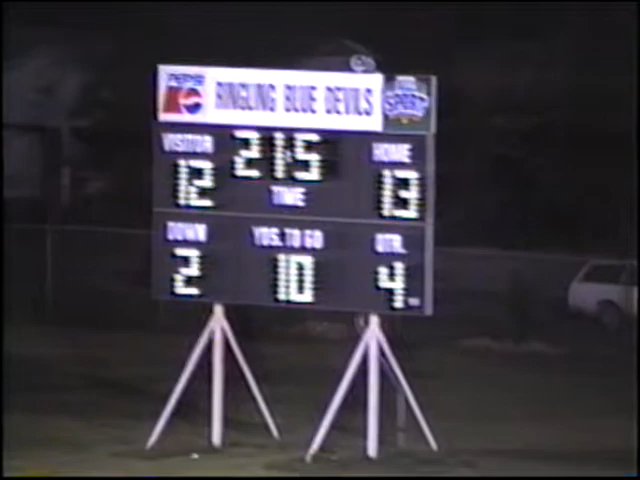 PEPSI RINGLING BLUE DEVILS SPORT
VISITOR 2:15 HOME
12 TIME 13
DOWN YDS. TO GO QTR.
2 10 4